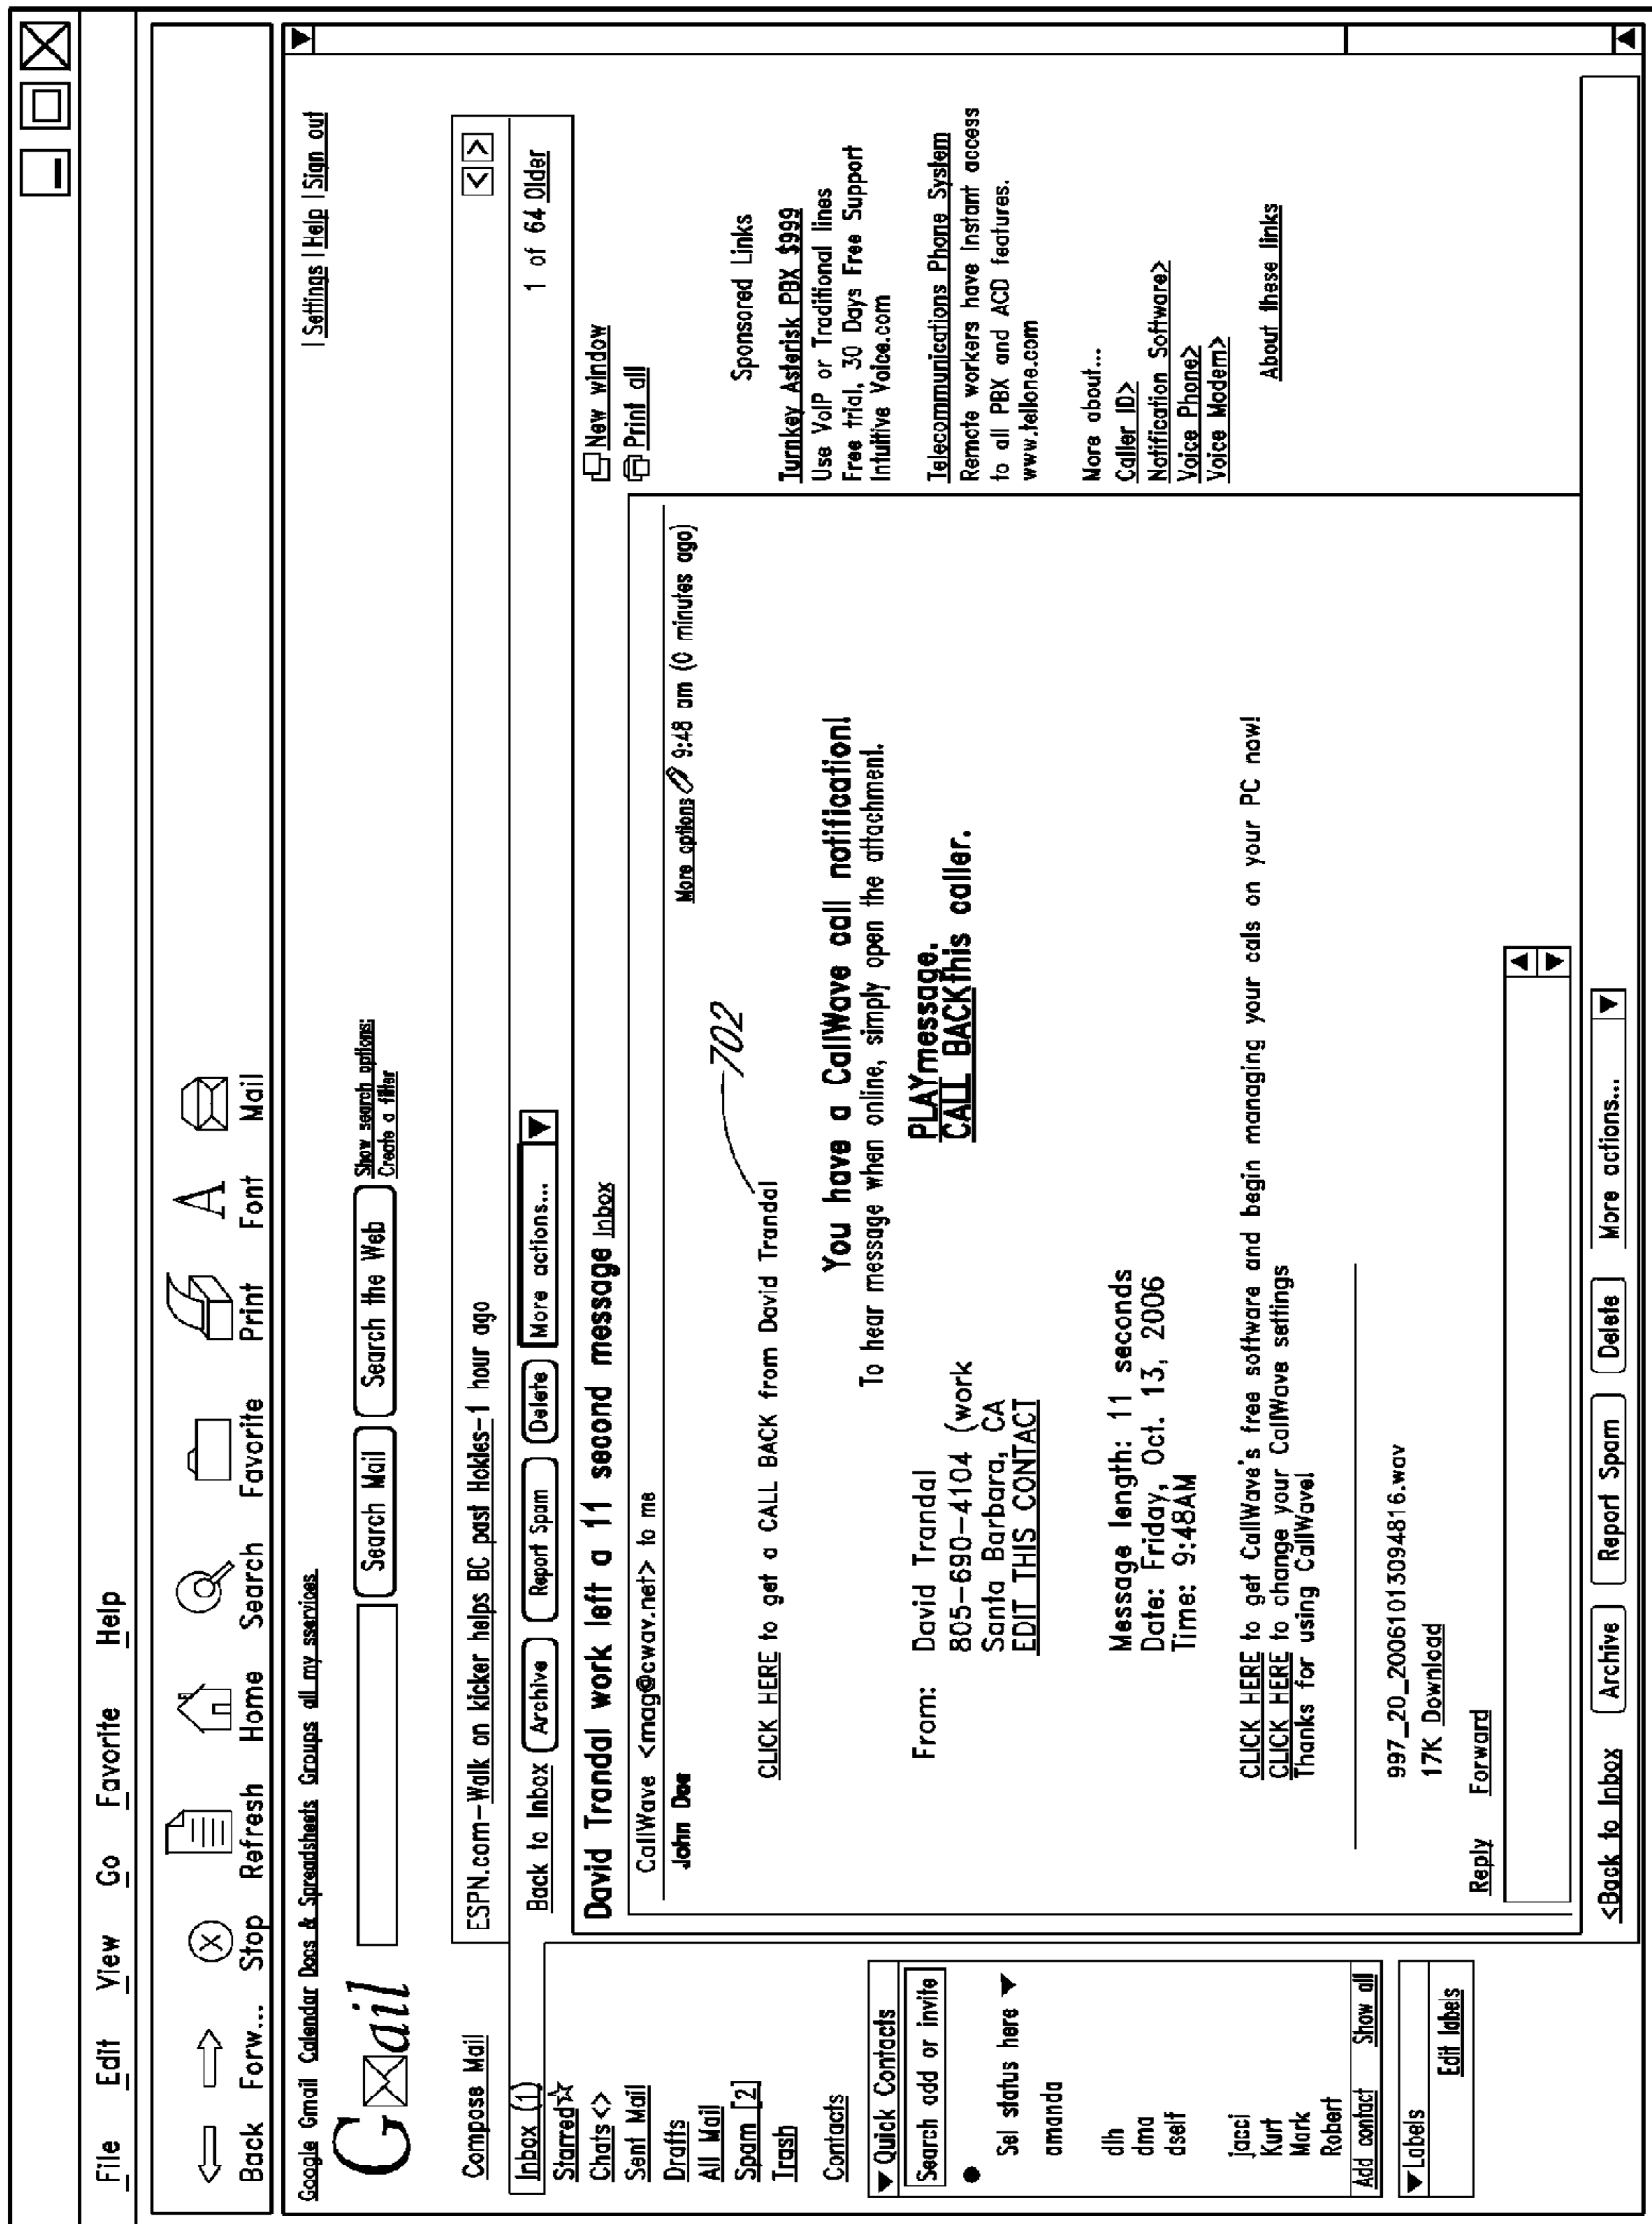 File Edit View Go Favorite Help
Back Forw... Stop Refresh Home Search Favorite Print Font Mail
Google Gmail Calendar Docs & Spreadsheets Groups all my sservices
| Settings | Help | Sign out
Gmail
Search Mail Search the Web
Show search options:
Create a filter
Compose Mail
Inbox (1)
Starred
Chats <>
Sent Mail
Drafts
All Mail
Spam [2]
Trash
Contacts
▼Quick Contacts
Search add or invite
Sel status here ▼
amanda
dlh
dma
dself
jaci
Kurt
Mark
Robert
Add contact Show all
▼Labels
Edit labels
ESPN.com-Walk on kicker helps BC past Hokies-1 hour ago < >
Back to Inbox Archive Report Spam Delete More actions... ▼ 1 of 64 Older
David Trandal work left a 11 second message Inbox
New window
Print all
CallWave <mag@cwav.net> to me
John Doe
More options 9:48 am (0 minutes ago)
702
CLICK HERE to get a CALL BACK from David Trandal
You have a CallWave call notification!
To hear message when online, simply open the attachment.
PLAYmessage.
CALL BACKthis caller.
From: David Trandal
805-690-4104 (work
Santa Barbara, CA
EDIT THIS CONTACT
Message length: 11 seconds
Date: Friday, Oct. 13, 2006
Time: 9:48AM
CLICK HERE to get CallWave's free software and begin managing your cals on your PC now!
CLICK HERE to change your CallWave settings
Thanks for using CallWave!
997_20_20061013094816.wav
17K Download
Reply Forward
Sponsored Links
Turnkey Asterisk PBX $999
Use VoIP or Traditional lines
Free trial, 30 Days Free Support
Intuitive Voice.com
Telecommunications Phone System
Remote workers have instant access
to all PBX and ACD features.
www.tellone.com
More about...
Caller ID>
Notification Software>
Voice Phone>
Voice Modem>
About these links
<Back to Inbox Archive Report Spam Delete More actions... ▼